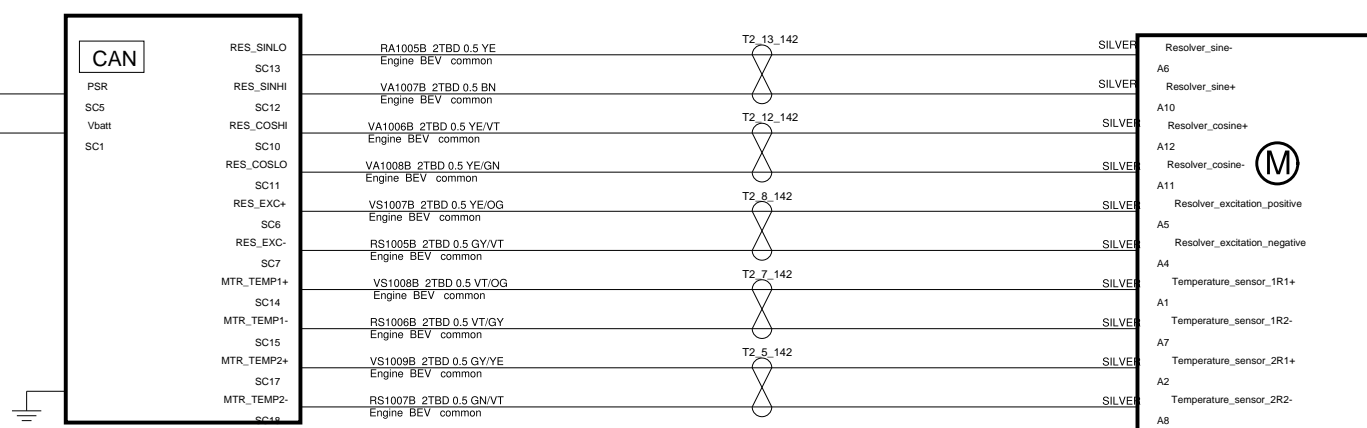 CAN
PSR
SC5
Vbatt
SC1
RES_SINLO
SC13
RES_SINHI
SC12
RES_COSHI
SC10
RES_COSLO
SC11
RES_EXC+
SC6
RES_EXC-
SC7
MTR_TEMP1+
SC14
MTR_TEMP1-
SC15
MTR_TEMP2+
SC17
MTR_TEMP2-
SC18
RA1005B 2TBD 0.5 YE
Engine BEV common
VA1007B 2TBD 0.5 BN
Engine BEV common
VA1006B 2TBD 0.5 YE/VT
Engine BEV common
VA1008B 2TBD 0.5 YE/GN
Engine BEV common
VS1007B 2TBD 0.5 YE/OG
Engine BEV common
RS1005B 2TBD 0.5 GY/VT
Engine BEV common
VS1008B 2TBD 0.5 VT/OG
Engine BEV common
RS1006B 2TBD 0.5 VT/GY
Engine BEV common
VS1009B 2TBD 0.5 GY/YE
Engine BEV common
RS1007B 2TBD 0.5 GN/VT
Engine BEV common
T2_13_142
T2_12_142
T2_8_142
T2_7_142
T2_5_142
SILVER
SILVER
SILVER
SILVER
SILVER
SILVER
SILVER
SILVER
SILVER
SILVER
Resolver_sine-
A6
Resolver_sine+
A10
Resolver_cosine+
A12
Resolver_cosine-
M
A11
Resolver_excitation_positive
A5
Resolver_excitation_negative
A4
Temperature_sensor_1R1+
A1
Temperature_sensor_1R2-
A7
Temperature_sensor_2R1+
A2
Temperature_sensor_2R2-
A8